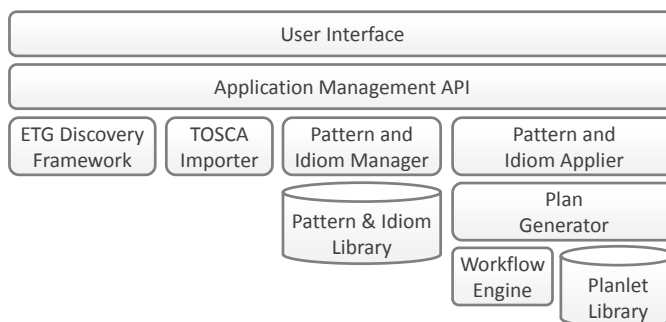 User Interface
Application Management API
ETG Discovery
Framework
TOSCA
Importer
Pattern and
Idiom Manager
Pattern and
Idiom Applier
Pattern & Idiom
Library
Plan
Generator
Workflow
Engine
Planlet
Library